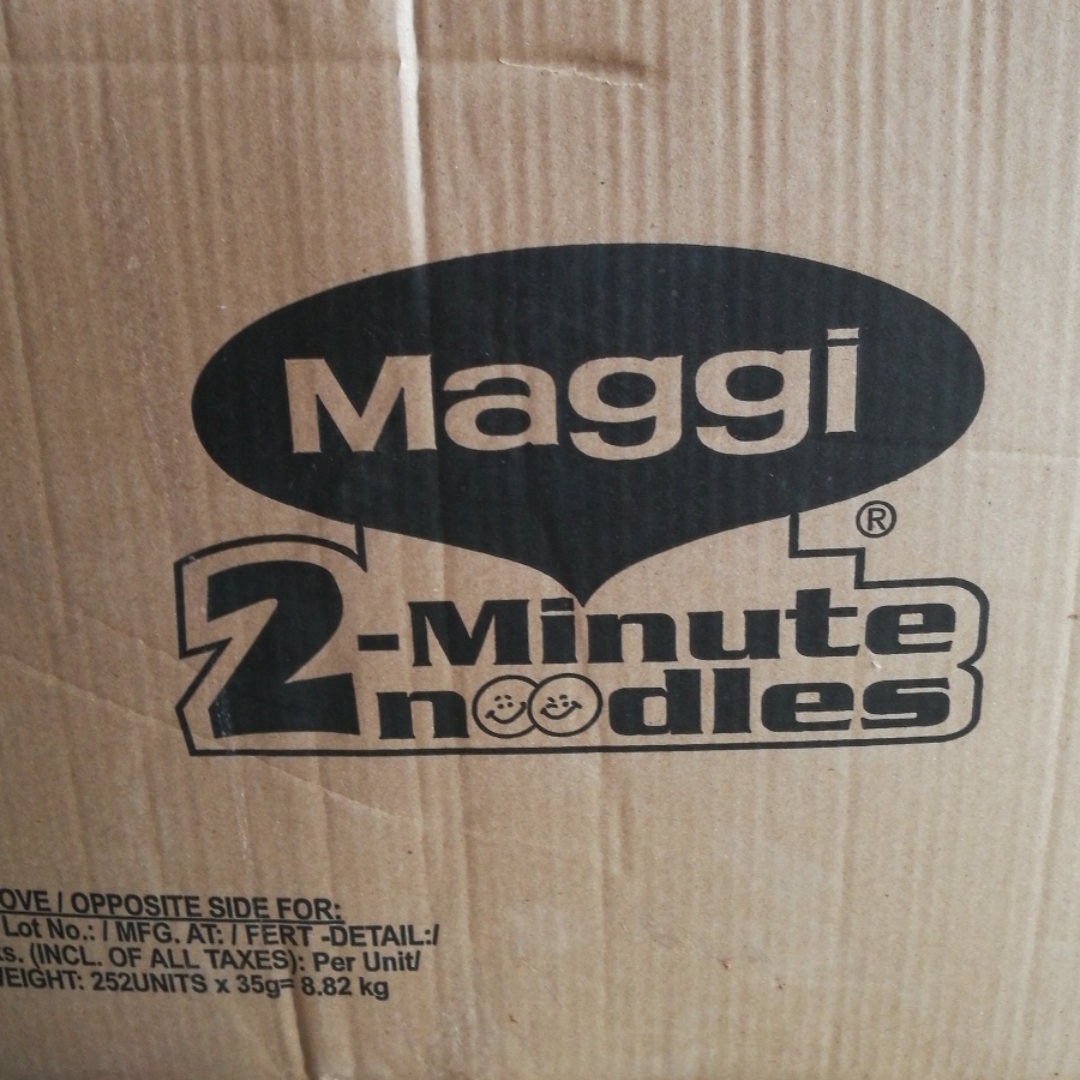 Maggi
®
2-Minute
noodles
OVE / OPPOSITE SIDE FOR:
Lot No.: / MFG. AT: / FERT -DETAIL:/
s. (INCL. OF ALL TAXES): Per Unit/
EIGHT: 252UNITS x 35g= 8.82 kg